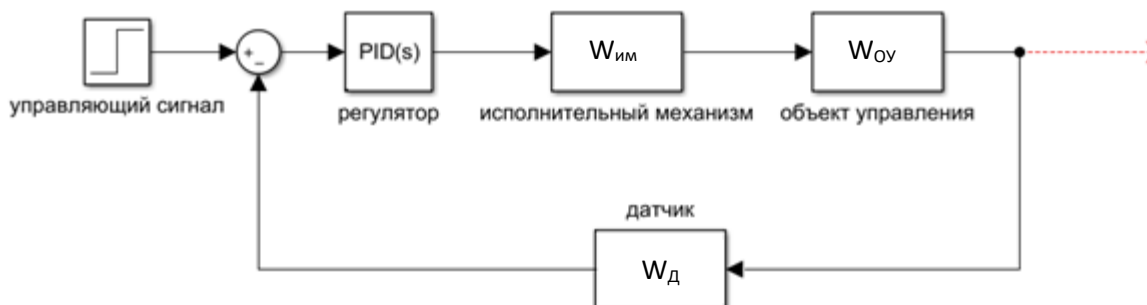 +
−
PID(s)
Wим
WОУ
управляющий сигнал
регулятор
исполнительный механизм
объект управления
датчик
WД